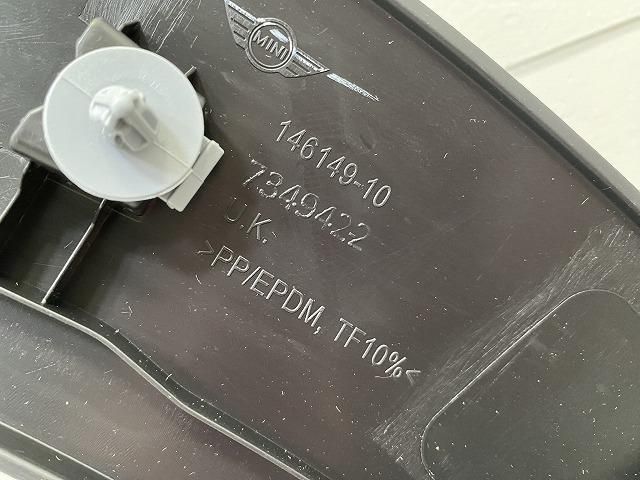 MINI
146149-10
7349422
U.K.
>PP/EPDM, TF10%<